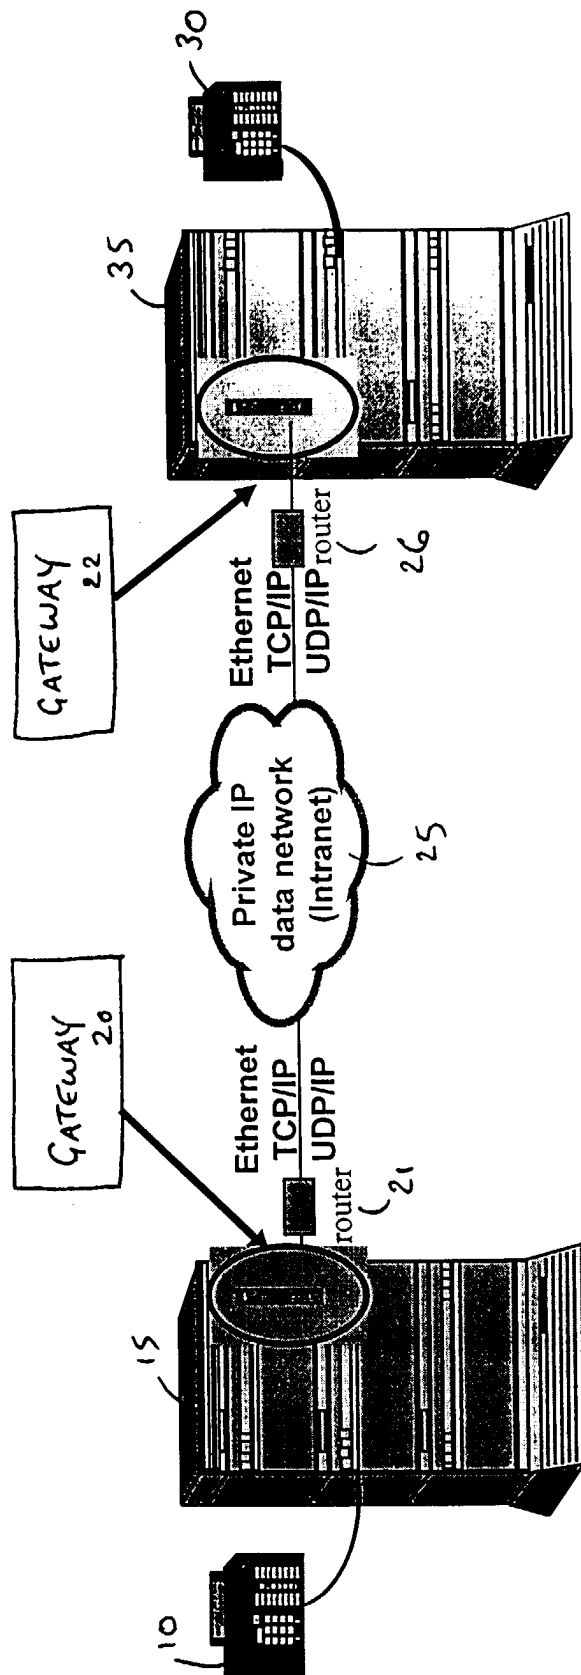 10
15
GATEWAY
20
router
21
Ethernet
TCP/IP
UDP/IP
Private IP
data network
(Intranet)
25
Ethernet
TCP/IP
UDP/IP
router
26
GATEWAY
22
35
30